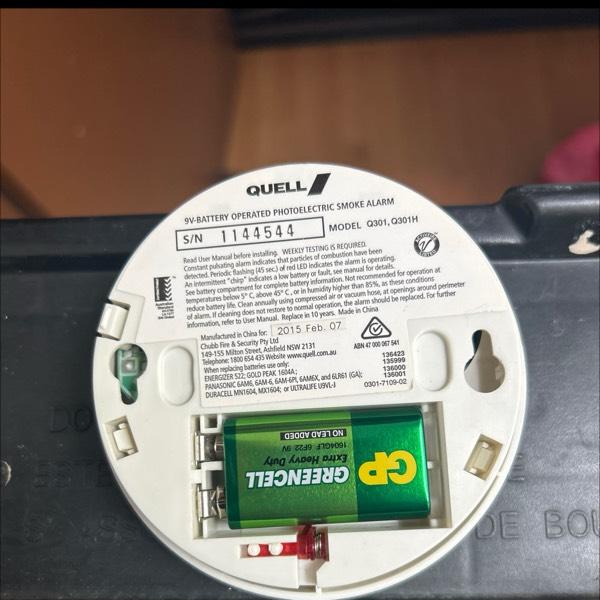 QUELL
9V-BATTERY OPERATED PHOTOELECTRIC SMOKE ALARM
S/N 1144544 MODEL Q301, Q301H
Read User Manual before installing. WEEKLY TESTING IS REQUIRED.
Constant pulsating alarm indicates that particles of combustion have been
detected. Periodic flashing (45 sec.) of red LED indicates the alarm is operating.
An intermittent "chirp" indicates a low battery or fault, see manual for details.
See battery compartment for complete battery information. Not recommended for operation at
temperatures below 5° C, above 45° C , or in humidity higher than 85%, as these conditions
reduce battery life. Clean annually using compressed air or vacuum hose, at openings around perimeter
of alarm. If cleaning does not restore to normal operation, the alarm should be replaced. For further
information, refer to User Manual. Replace in 10 years. Made in China
Manufactured in China for: 2015 Feb. 07
Chubb Fire & Security Pty Ltd
149-155 Milton Street, Ashfield NSW 2131
Telephone: 1800 654 435 Website www.quell.com.au
ABN 47 000 067 541
When replacing batteries use only:
ENERGIZER 522; GOLD PEAK 1604A;
PANASONIC 6AM6, 6AM-6, 6AM-6PI, 6AM6X, and 6LR61 (GA);
DURACELL MN1604, MX1604; or ULTRALIFE U9VL-J
136423
135999
136000
136001
0301-7109-02
GP
GREENCELL
Extra Heavy Duty
1604GLF 6F22 9V
NO LEAD ADDED
DO
DE BOU